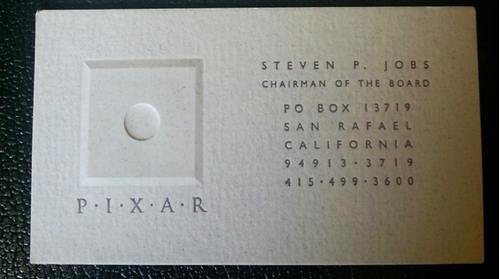 STEVEN P. JOBS
CHAIRMAN OF THE BOARD
PO BOX 13719
SAN RAFAEL
CALIFORNIA
94913·3719
415·499·3600
P·I·X·A·R